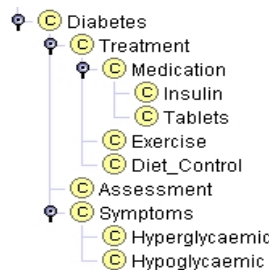 Diabetes
Treatment
Medication
Insulin
Tablets
Exercise
Diet_Control
Assessment
Symptoms
Hyperglycaemic
Hypoglycaemic